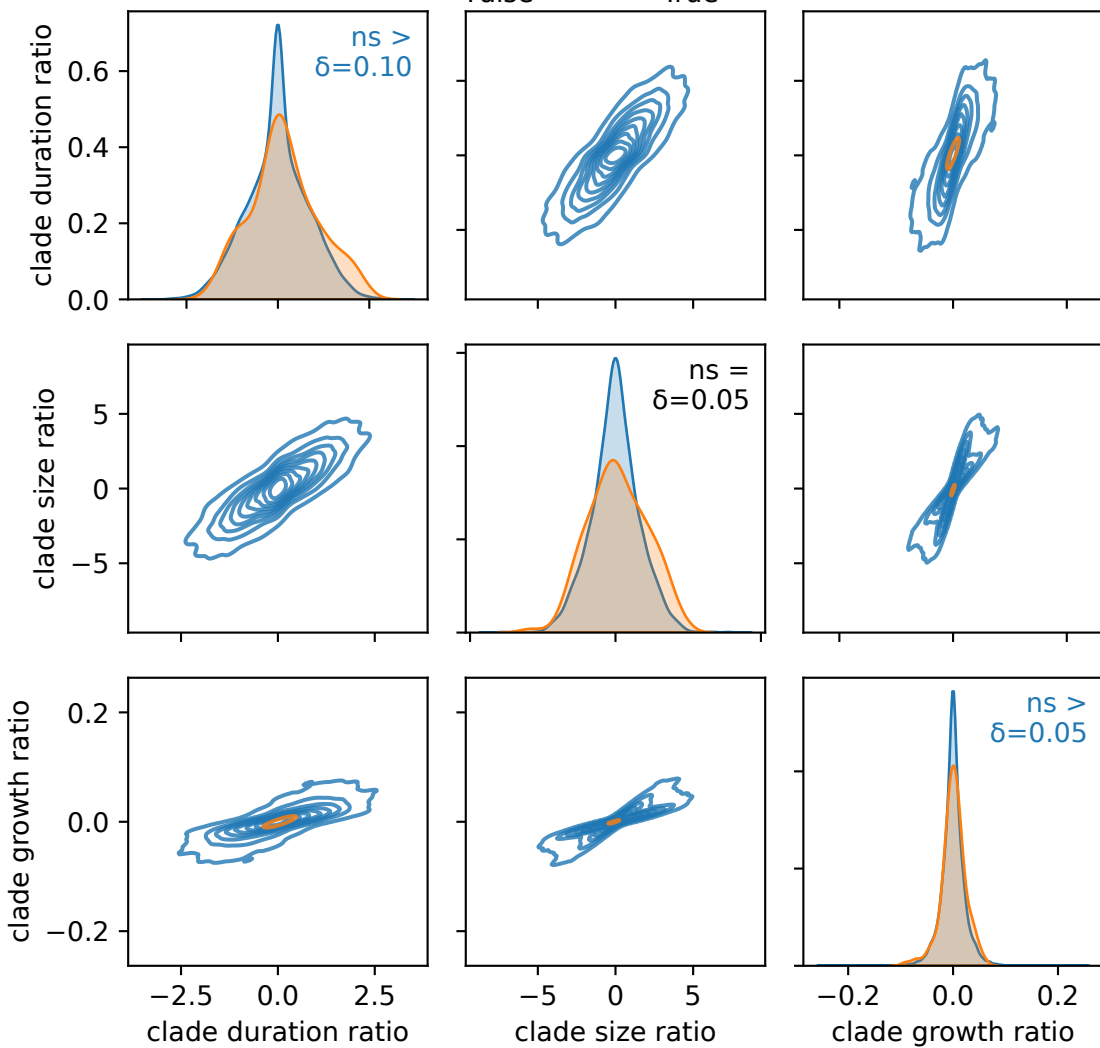 clade duration ratio
0.6
0.4
0.2
0.0
ns >
δ=0.10
clade size ratio
5
0
−5
ns =
δ=0.05
clade growth ratio
0.2
0.0
−0.2
ns >
δ=0.05
−2.5 0.0 2.5
−5 0 5
−0.2 0.0 0.2
clade duration ratio
clade size ratio
clade growth ratio